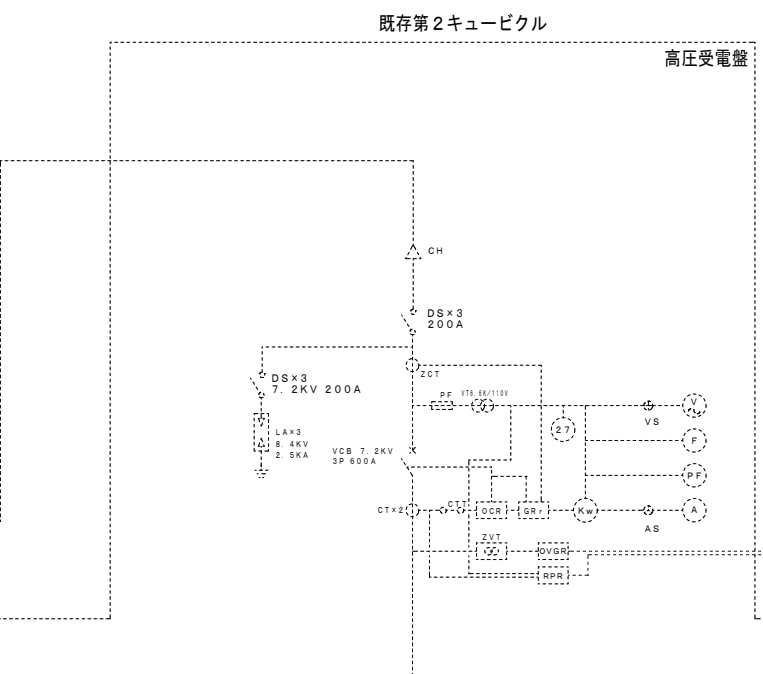 既存第２キュービクル
高圧受電盤
CH
DS×3
200A
ZCT
DS×3
7. 2KV 200A
PF
VT6. 6K/110V
V
VS
27
F
LA×3
8. 4KV
2. 5KA
VCB 7. 2KV
3P 600A
PF
CT×2
CTT
OCR
GRr
Kw
A
AS
ZVT
OVGR
RPR